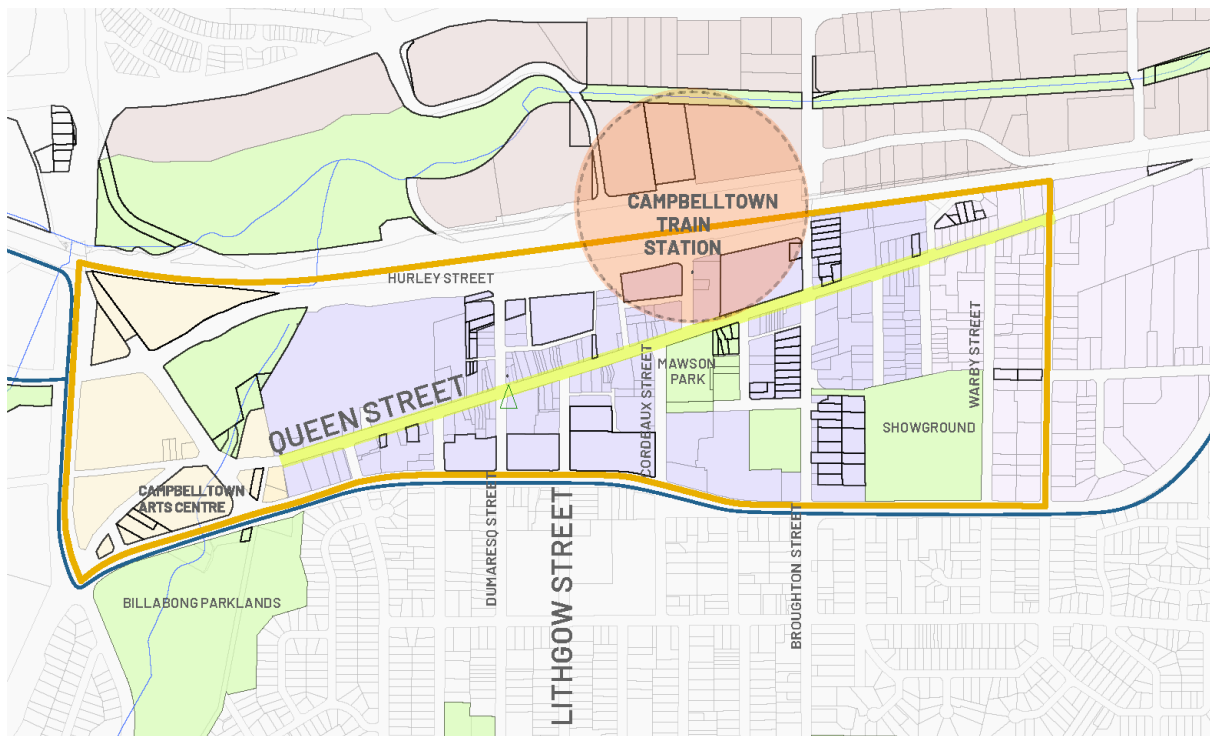 CAMPBELLTOWN
TRAIN
STATION
HURLEY STREET
QUEEN STREET
CORDEAUX STREET
MAWSON
PARK
WARBY STREET
SHOWGROUND
CAMPBELLTOWN
ARTS CENTRE
DUMARESQ STREET
LITHGOW STREET
BROUGHTON STREET
BILLABONG PARKLANDS